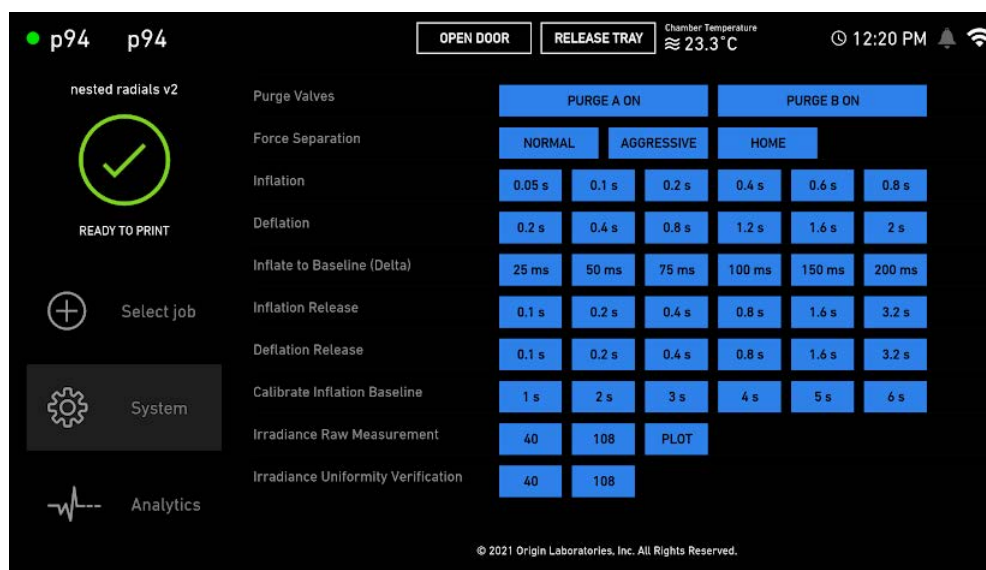 p94 p94 OPEN DOOR RELEASE TRAY Chamber Temperature ≋ 23.3°C 12:20 PM
nested radials v2
READY TO PRINT
Select job
System
Analytics
Purge Valves PURGE A ON PURGE B ON
Force Separation NORMAL AGGRESSIVE HOME
Inflation 0.05 s 0.1 s 0.2 s 0.4 s 0.6 s 0.8 s
Deflation 0.2 s 0.4 s 0.8 s 1.2 s 1.6 s 2 s
Inflate to Baseline (Delta) 25 ms 50 ms 75 ms 100 ms 150 ms 200 ms
Inflation Release 0.1 s 0.2 s 0.4 s 0.8 s 1.6 s 3.2 s
Deflation Release 0.1 s 0.2 s 0.4 s 0.8 s 1.6 s 3.2 s
Calibrate Inflation Baseline 1 s 2 s 3 s 4 s 5 s 6 s
Irradiance Raw Measurement 40 108 PLOT
Irradiance Uniformity Verification 40 108
© 2021 Origin Laboratories, Inc. All Rights Reserved.